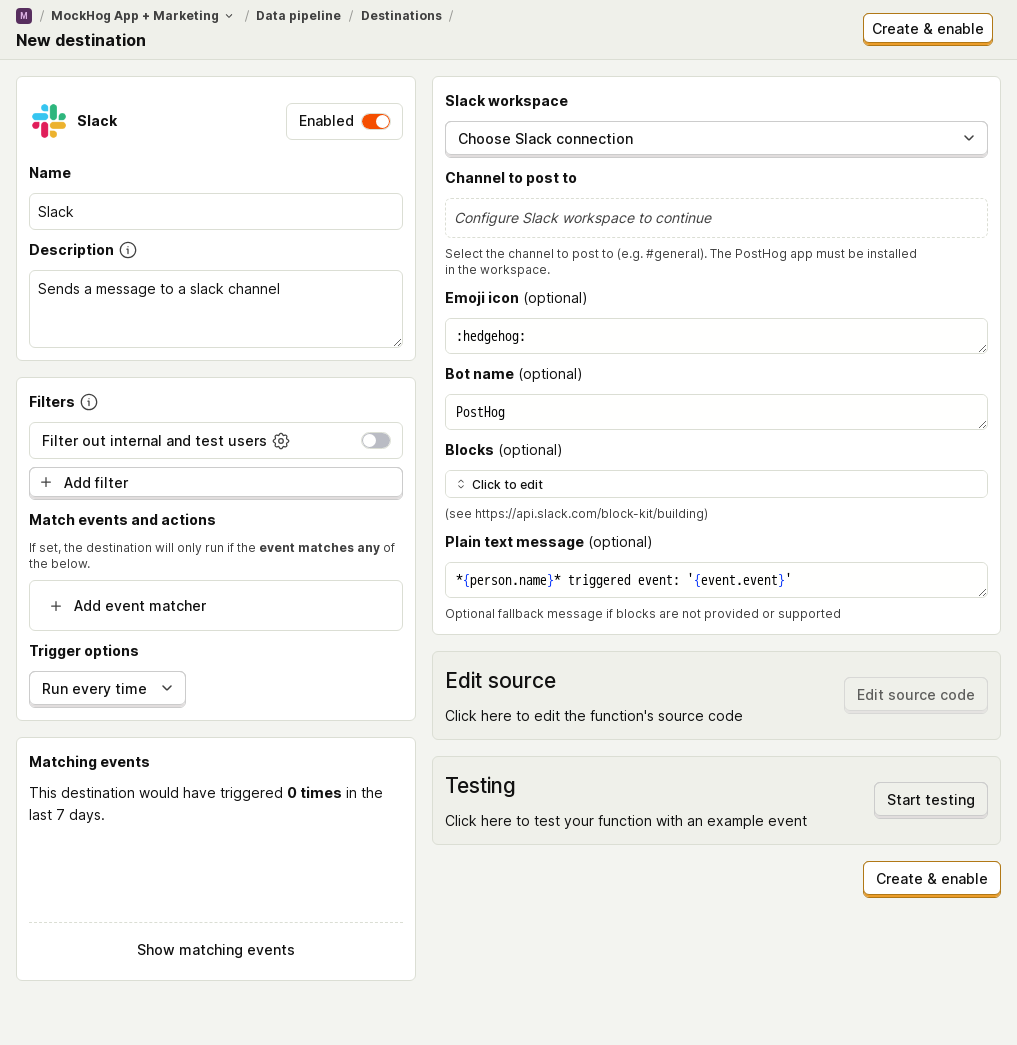 M / MockHog App + Marketing / Data pipeline / Destinations /
New destination
Create & enable
Slack
Enabled
Name
Slack
Description
Sends a message to a slack channel
Filters
Filter out internal and test users
Add filter
Match events and actions
If set, the destination will only run if the event matches any of
the below.
Add event matcher
Trigger options
Run every time
Matching events
This destination would have triggered 0 times in the
last 7 days.
Show matching events
Slack workspace
Choose Slack connection
Channel to post to
Configure Slack workspace to continue
Select the channel to post to (e.g. #general). The PostHog app must be installed
in the workspace.
Emoji icon (optional)
:hedgehog:
Bot name (optional)
PostHog
Blocks (optional)
Click to edit
(see https://api.slack.com/block-kit/building)
Plain text message (optional)
*{person.name}* triggered event: '{event.event}'
Optional fallback message if blocks are not provided or supported
Edit source
Click here to edit the function's source code
Edit source code
Testing
Click here to test your function with an example event
Start testing
Create & enable